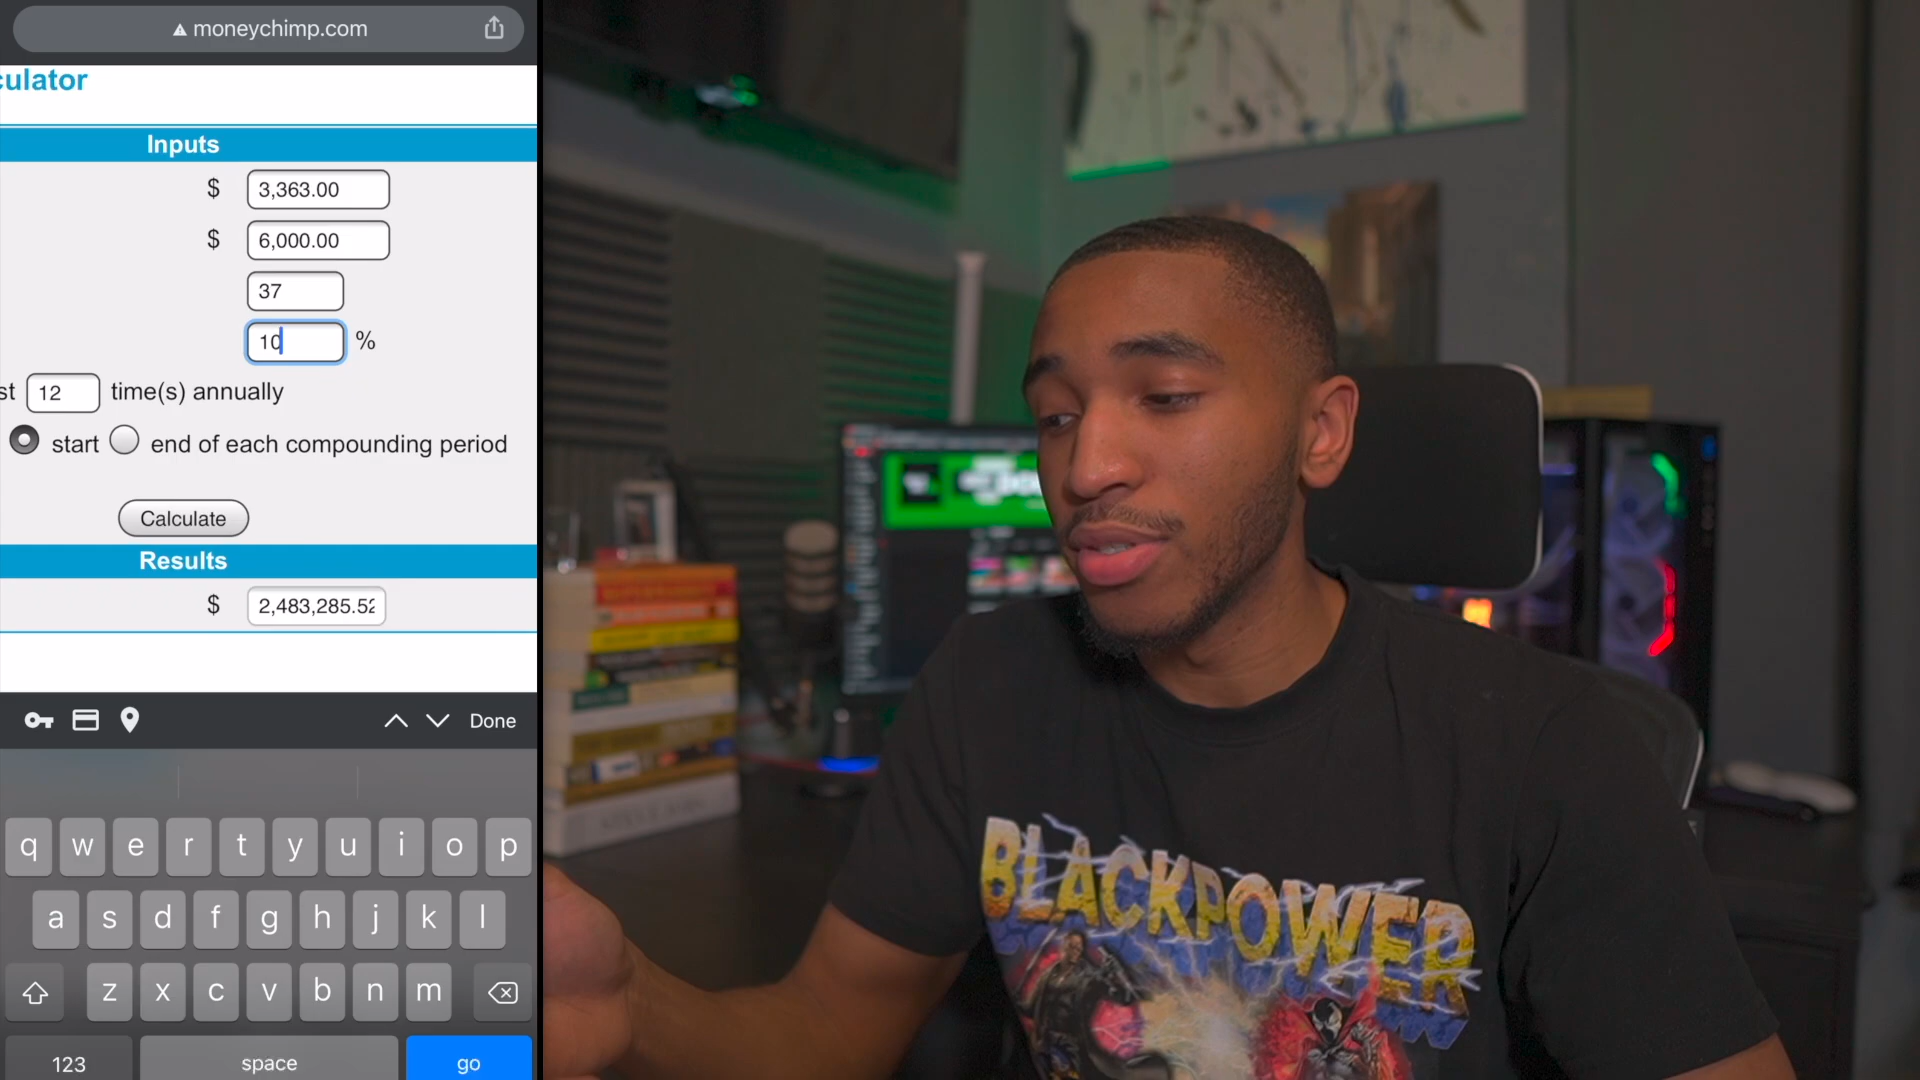 moneychimp.com
culator
Inputs
$ 3,363.00
$ 6,000.00
37
10 %
st 12 time(s) annually
start end of each compounding period
Calculate
Results
$ 2,483,285.52
Done
q w e r t y u i o p
a s d f g h j k l
z x c v b n m
123 space go
BLACKPOWER